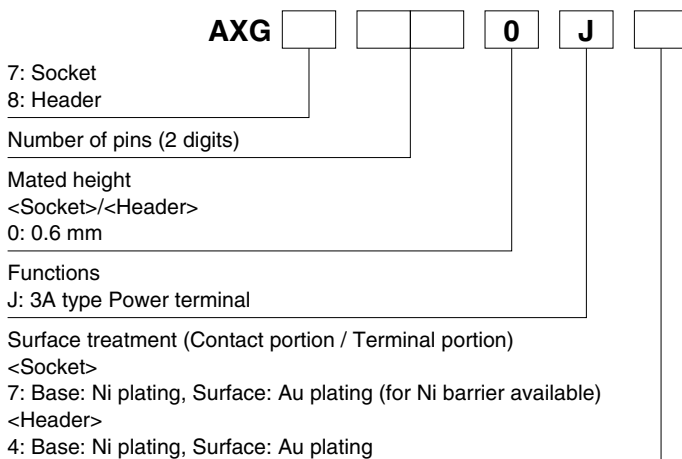 AXG 0 J
7: Socket
8: Header
Number of pins (2 digits)
Mated height
<Socket>/<Header>
0: 0.6 mm
Functions
J: 3A type Power terminal
Surface treatment (Contact portion / Terminal portion)
<Socket>
7: Base: Ni plating, Surface: Au plating (for Ni barrier available)
<Header>
4: Base: Ni plating, Surface: Au plating